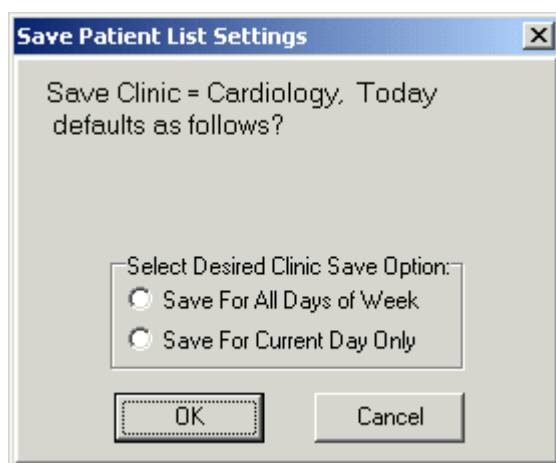 Save Patient List Settings
Save Clinic = Cardiology, Today
defaults as follows?
Select Desired Clinic Save Option:
Save For All Days of Week
Save For Current Day Only
OK
Cancel